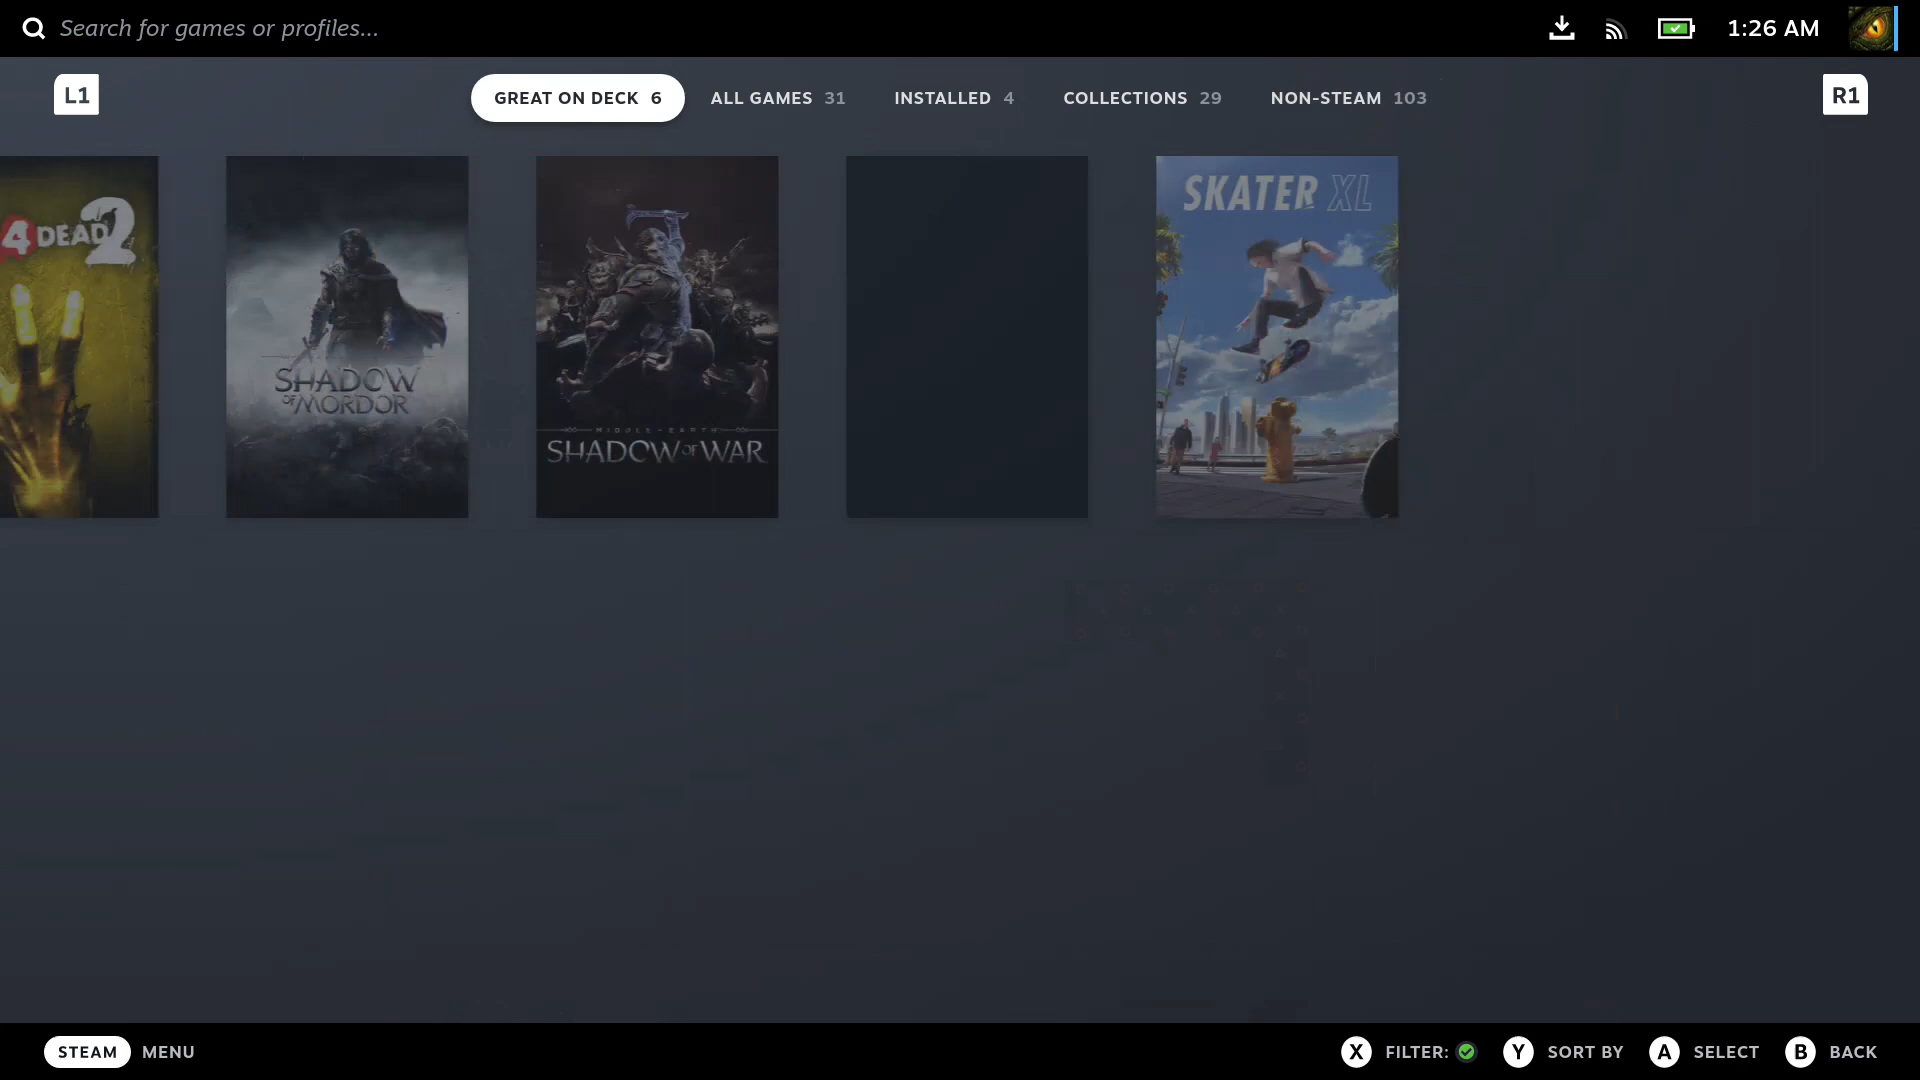 Search for games or profiles...
1:26 AM
L1
GREAT ON DECK 6
ALL GAMES 31
INSTALLED 4
COLLECTIONS 29
NON-STEAM 103
R1
4 DEAD 2
SHADOW
OF MORDOR
MIDDLE-EARTH
SHADOW OF WAR
SKATER XL
STEAM MENU
X FILTER:
Y SORT BY
A SELECT
B BACK